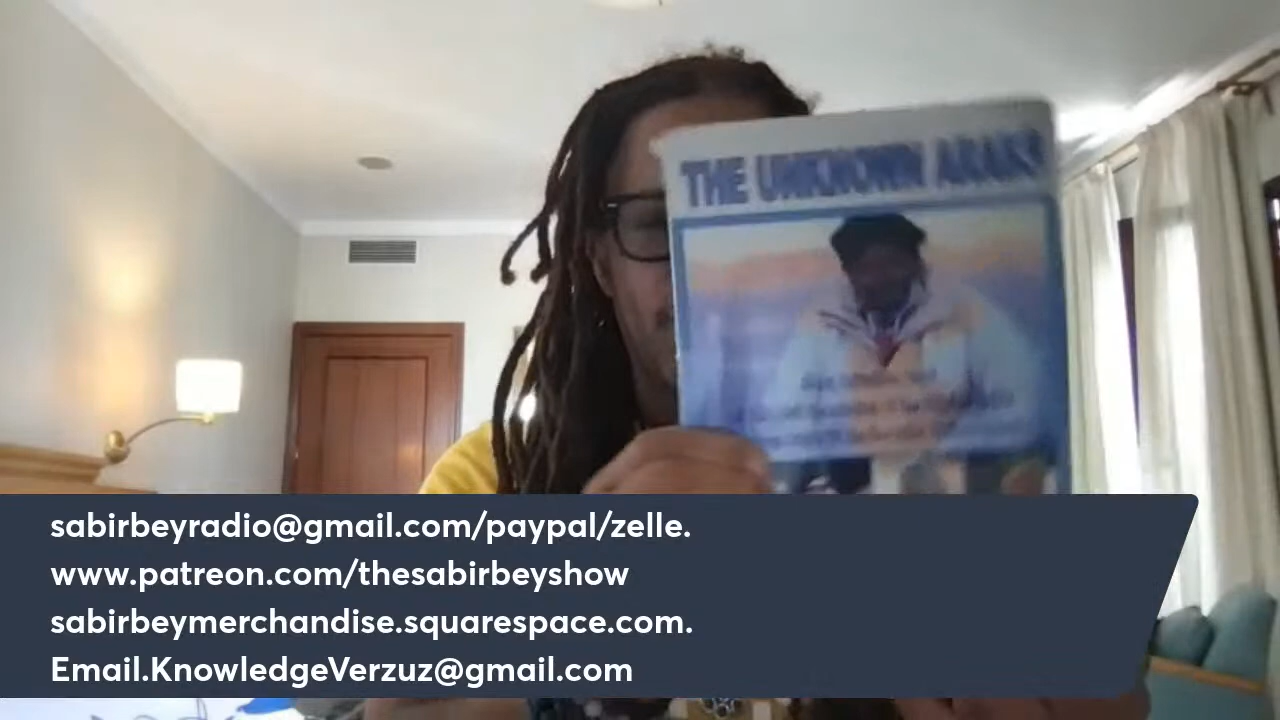 THE UNKNOWN ARABS
sabirbeyradio@gmail.com/paypal/zelle.
www.patreon.com/thesabirbeyshow
sabirbeymerchandise.squarespace.com.
Email.KnowledgeVerzuz@gmail.com